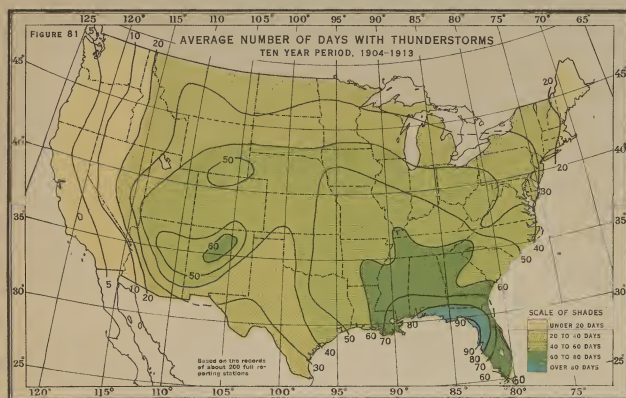 125° 120° 115° 110° 105° 100° 95° 90° 85° 80° 75° 70° 65°
FIGURE 81
5 10 20
AVERAGE NUMBER OF DAYS WITH THUNDERSTORMS
TEN YEAR PERIOD, 1904-1913
45° 45°
20
40° 40°
50
20
30
35° 35°
40
60
50
50
30° 30°
5 10 20
60
SCALE OF SHADES
UNDER 20 DAYS
20 TO 40 DAYS
40 TO 60 DAYS
60 TO 80 DAYS
OVER 80 DAYS
60 70 80 90
90 80 70 60
60
30 40 50
Based on the records
of about 200 full re-
porting stations
25° 25°
120° 115° 110° 105° 100° 95° 90° 85° 80° 75°